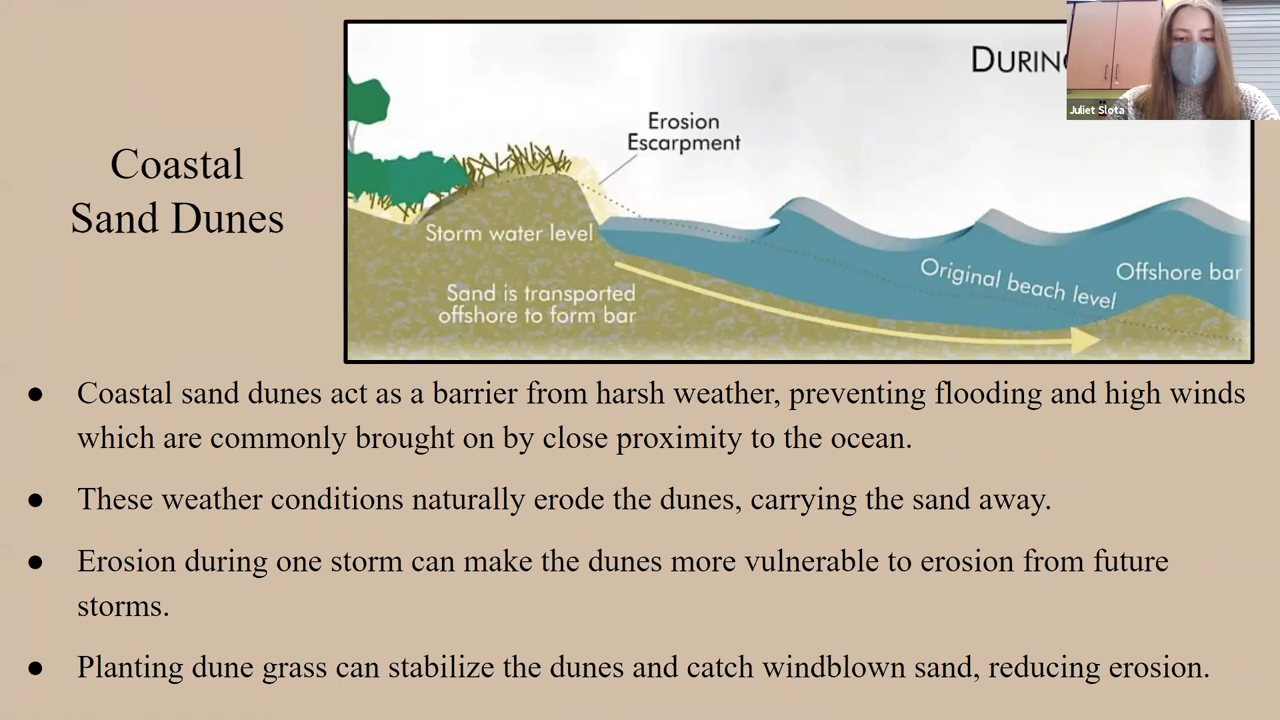 Coastal
Sand Dunes
Juliet Slota
Erosion
Escarpment
Storm water level
Sand is transported
offshore to form bar
Original beach level
Offshore bar
● Coastal sand dunes act as a barrier from harsh weather, preventing flooding and high winds
which are commonly brought on by close proximity to the ocean.
● These weather conditions naturally erode the dunes, carrying the sand away.
● Erosion during one storm can make the dunes more vulnerable to erosion from future
storms.
● Planting dune grass can stabilize the dunes and catch windblown sand, reducing erosion.